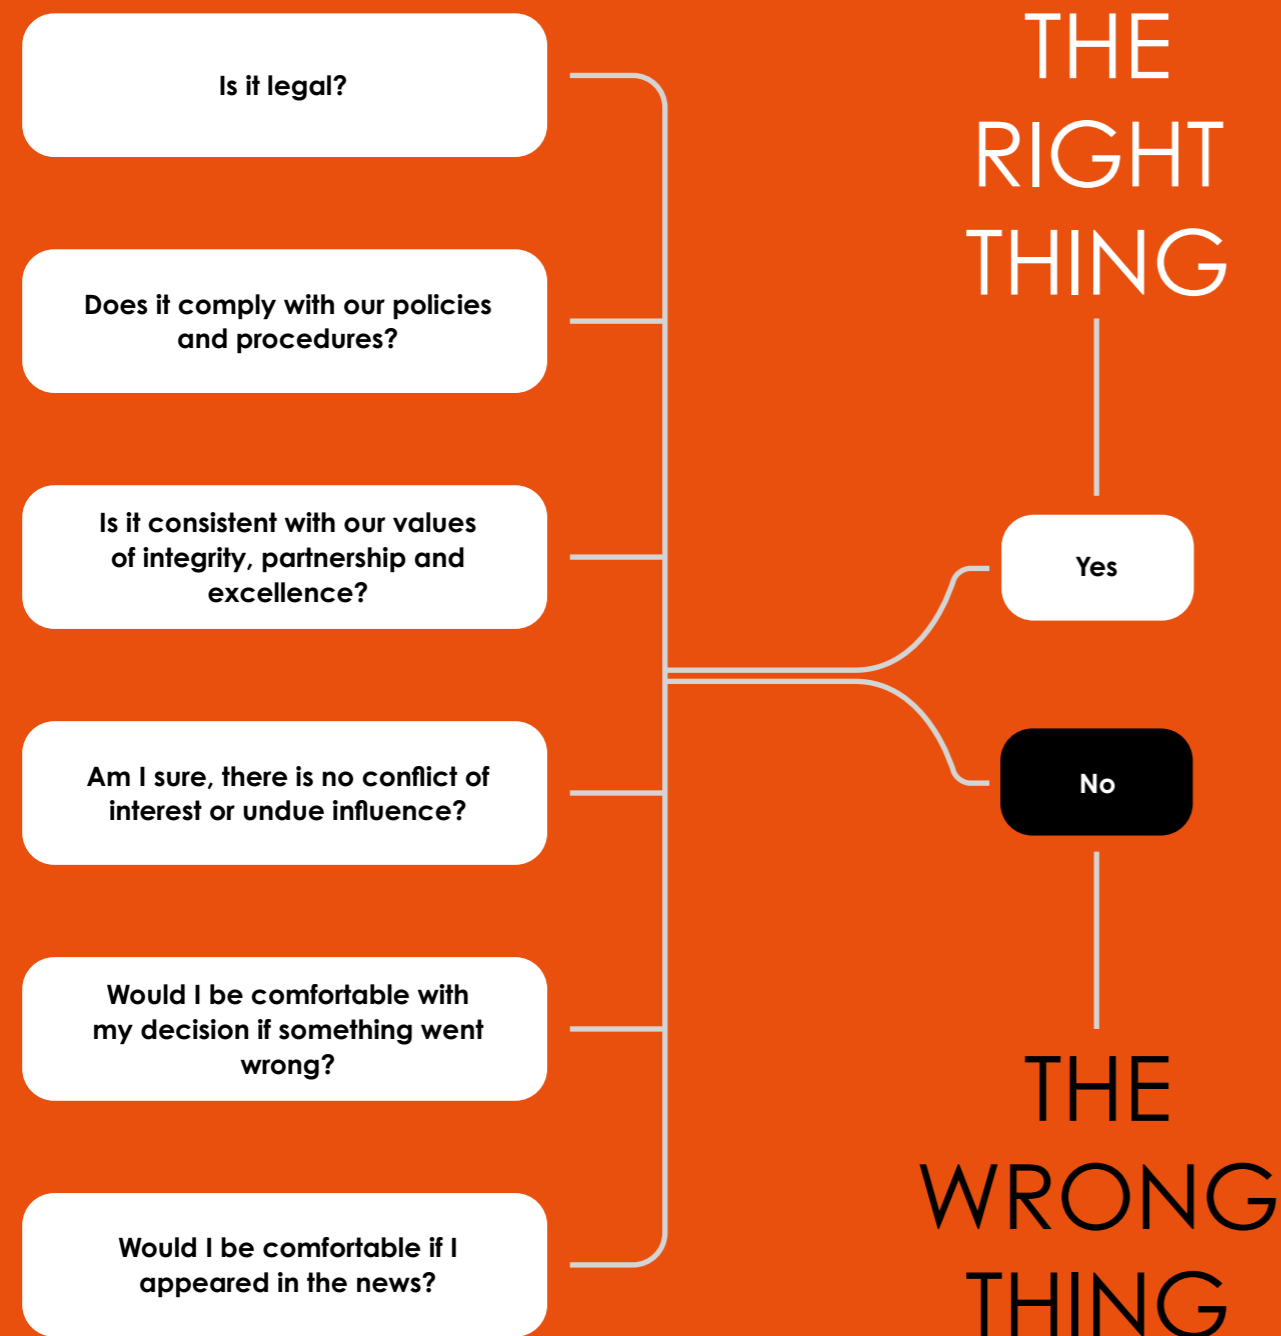 Is it legal?
Does it comply with our policies
and procedures?
Is it consistent with our values
of integrity, partnership and
excellence?
Am I sure, there is no conflict of
interest or undue influence?
Would I be comfortable with
my decision if something went
wrong?
Would I be comfortable if I
appeared in the news?
THE
RIGHT
THING
Yes
No
THE
WRONG
THING